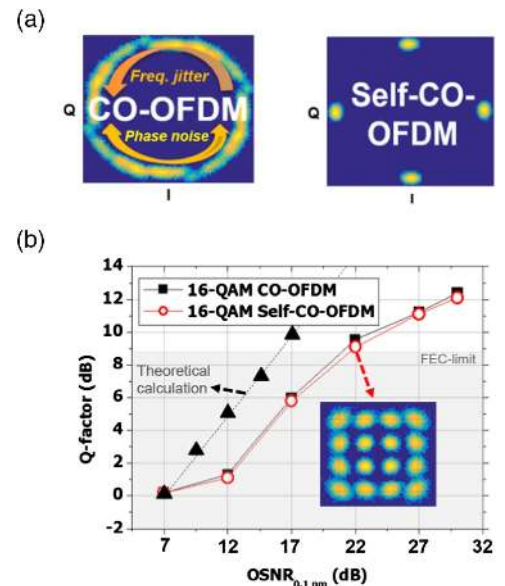 (a)
Freq. jitter
CO-OFDM
Phase noise
Q
I
Self-CO-
OFDM
Q
I
(b)
14
12
10
8
6
4
2
0
-2
Q-factor (dB)
16-QAM CO-OFDM
16-QAM Self-CO-OFDM
Theoretical
calculation
FEC-limit
7 12 17 22 27 32
OSNR0.1 nm (dB)